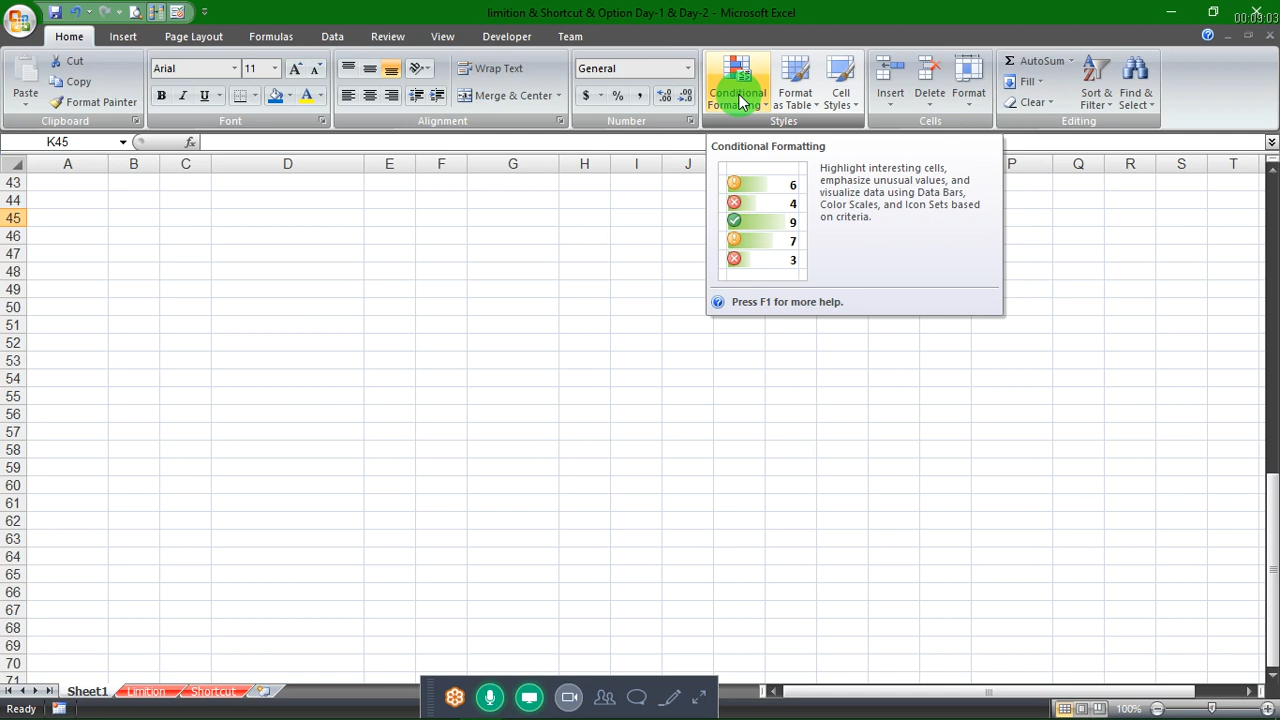 limition & Shortcut & Option Day-1 & Day-2 - Microsoft Excel
00:09:03
Home Insert Page Layout Formulas Data Review View Developer Team
Paste
Cut
Copy
Format Painter
Clipboard
Arial 11
B I U A
Font
Wrap Text
Merge & Center
Alignment
General
$ % ,
Number
Conditional Formatting
Format as Table
Cell Styles
Styles
Insert Delete Format
Cells
Σ AutoSum
Fill
Clear
Sort & Filter
Find & Select
Editing
K45 fx
Conditional Formatting
6
4
9
7
3
Highlight interesting cells,
emphasize unusual values, and
visualize data using Data Bars,
Color Scales, and Icon Sets based
on criteria.
Press F1 for more help.
A B C D E F G H I J P Q R S T
43
44
45
46
47
48
49
50
51
52
53
54
55
56
57
58
59
60
61
62
63
64
65
66
67
68
69
70
71
Sheet1 Limition Shortcut
Ready 100%